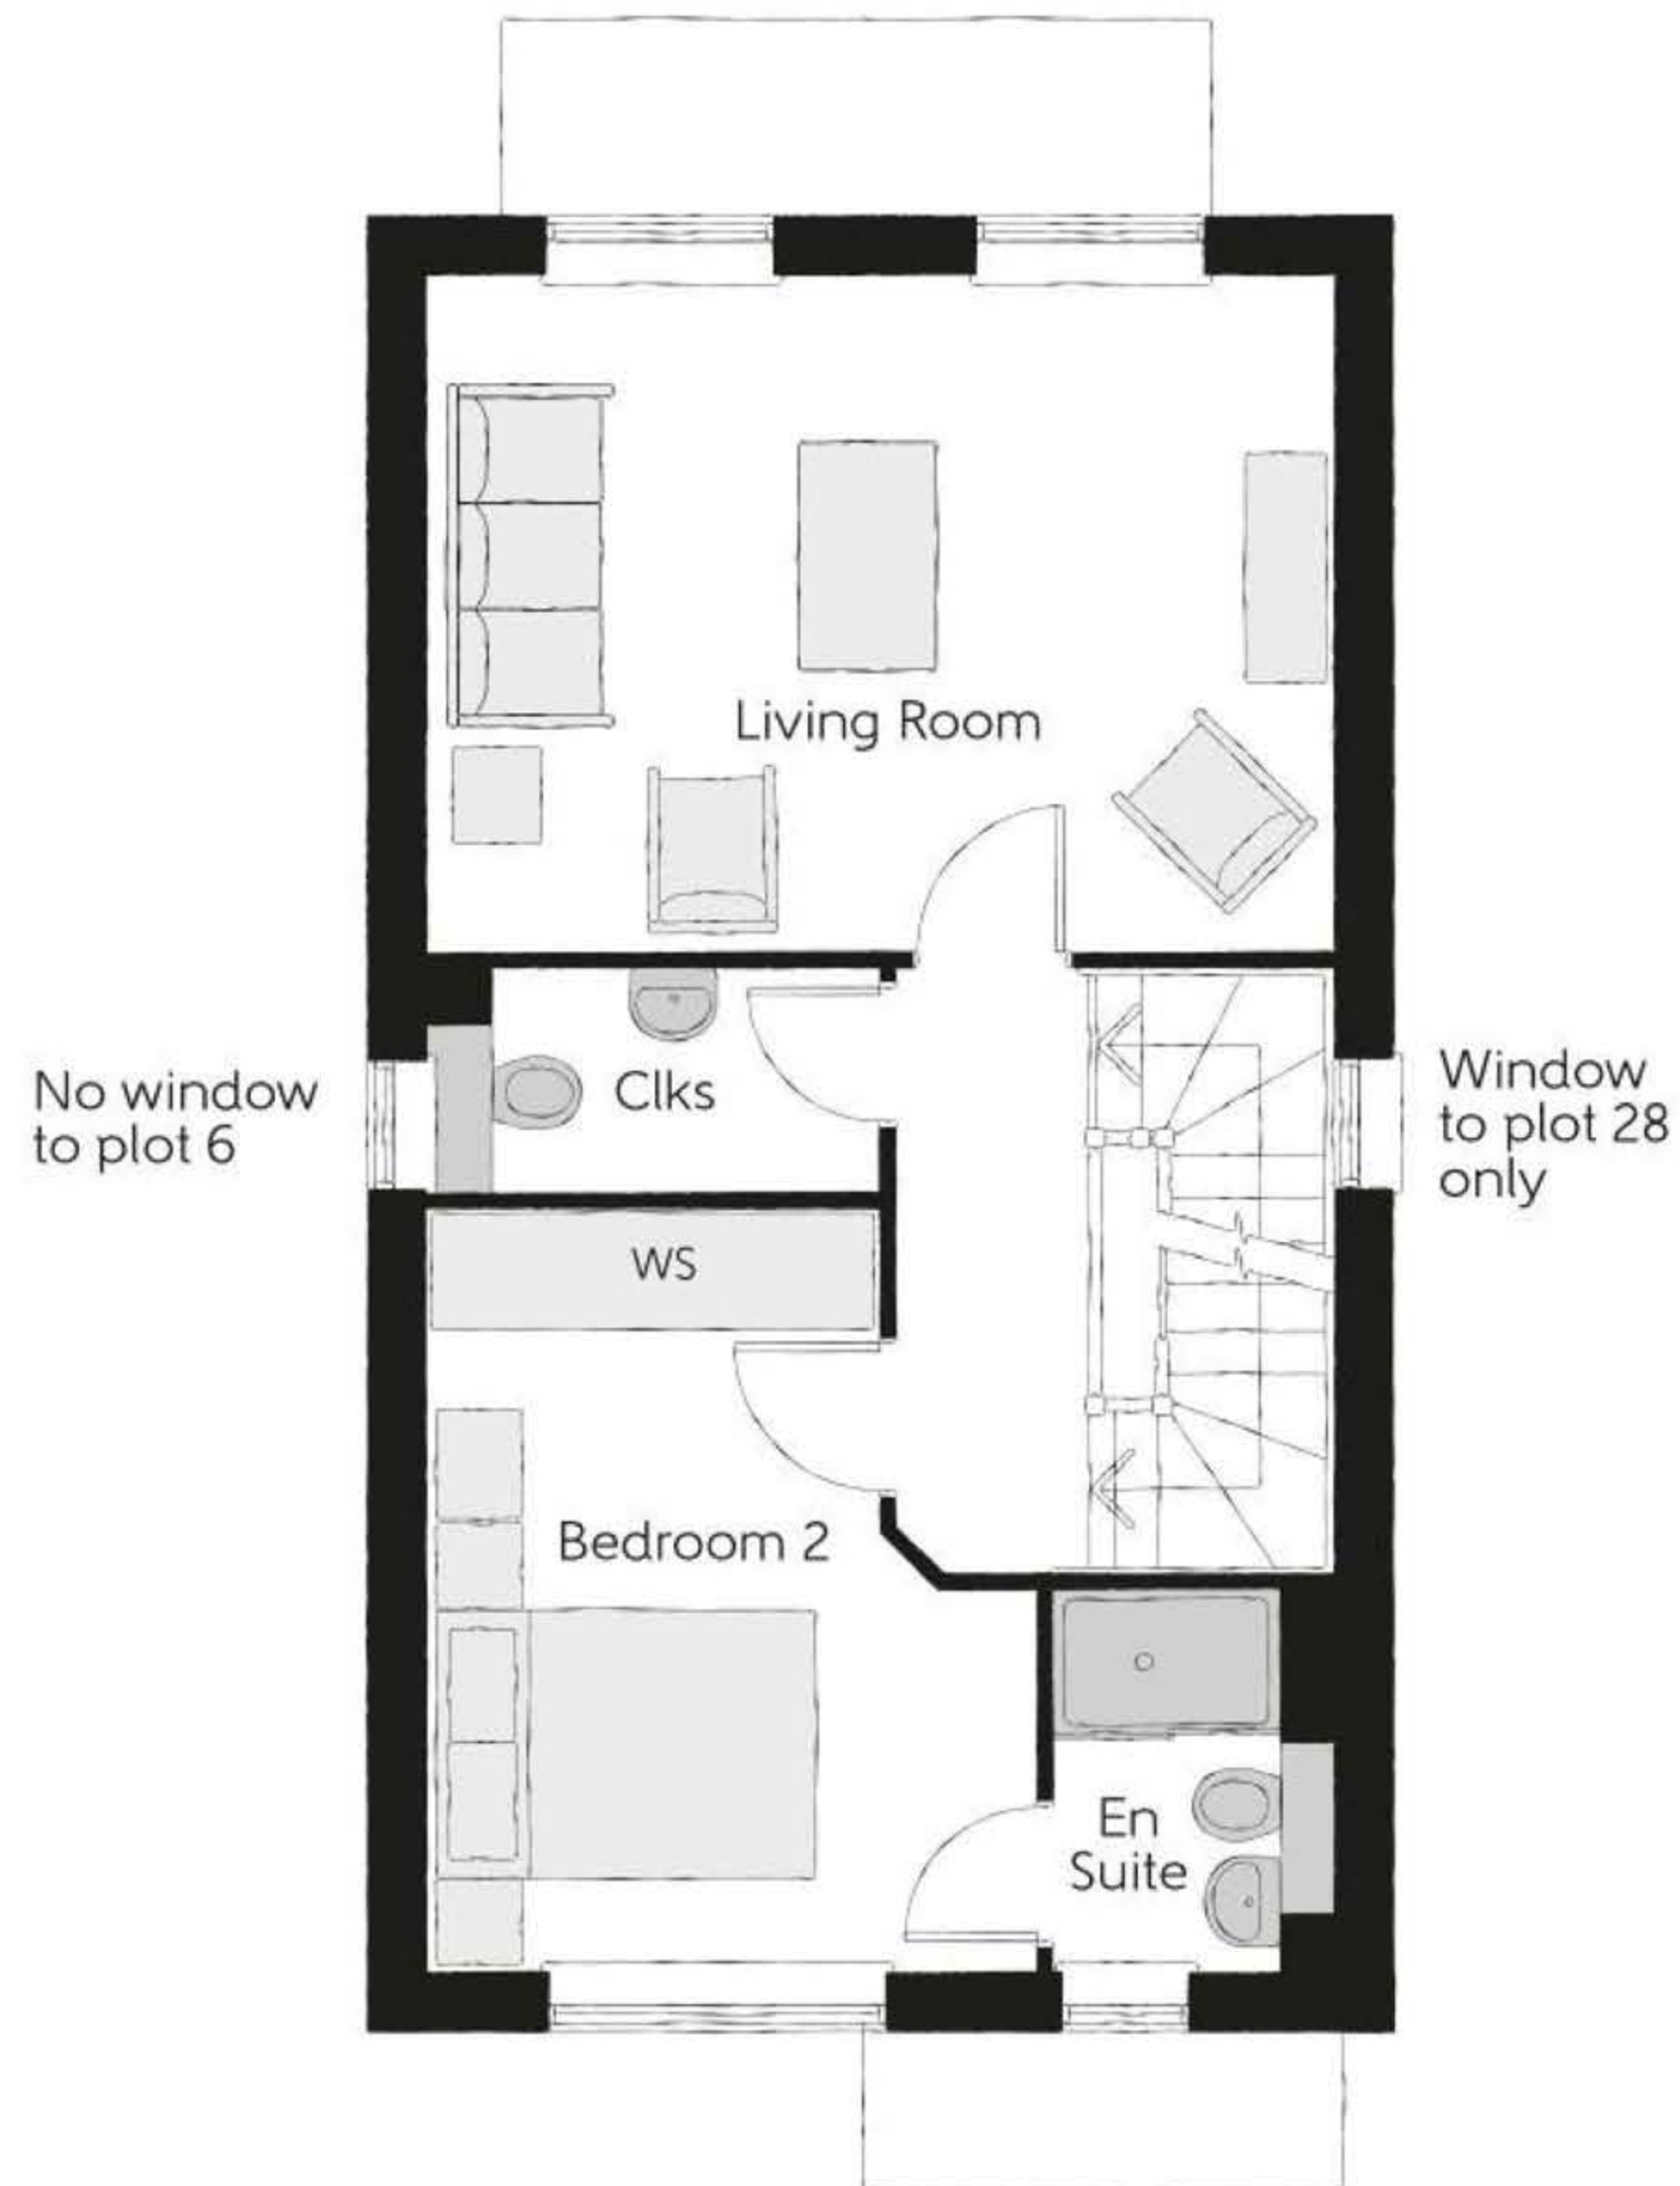 Living Room
No window
to plot 6
Clks
Window
to plot 28
only
WS
Bedroom 2
En
Suite